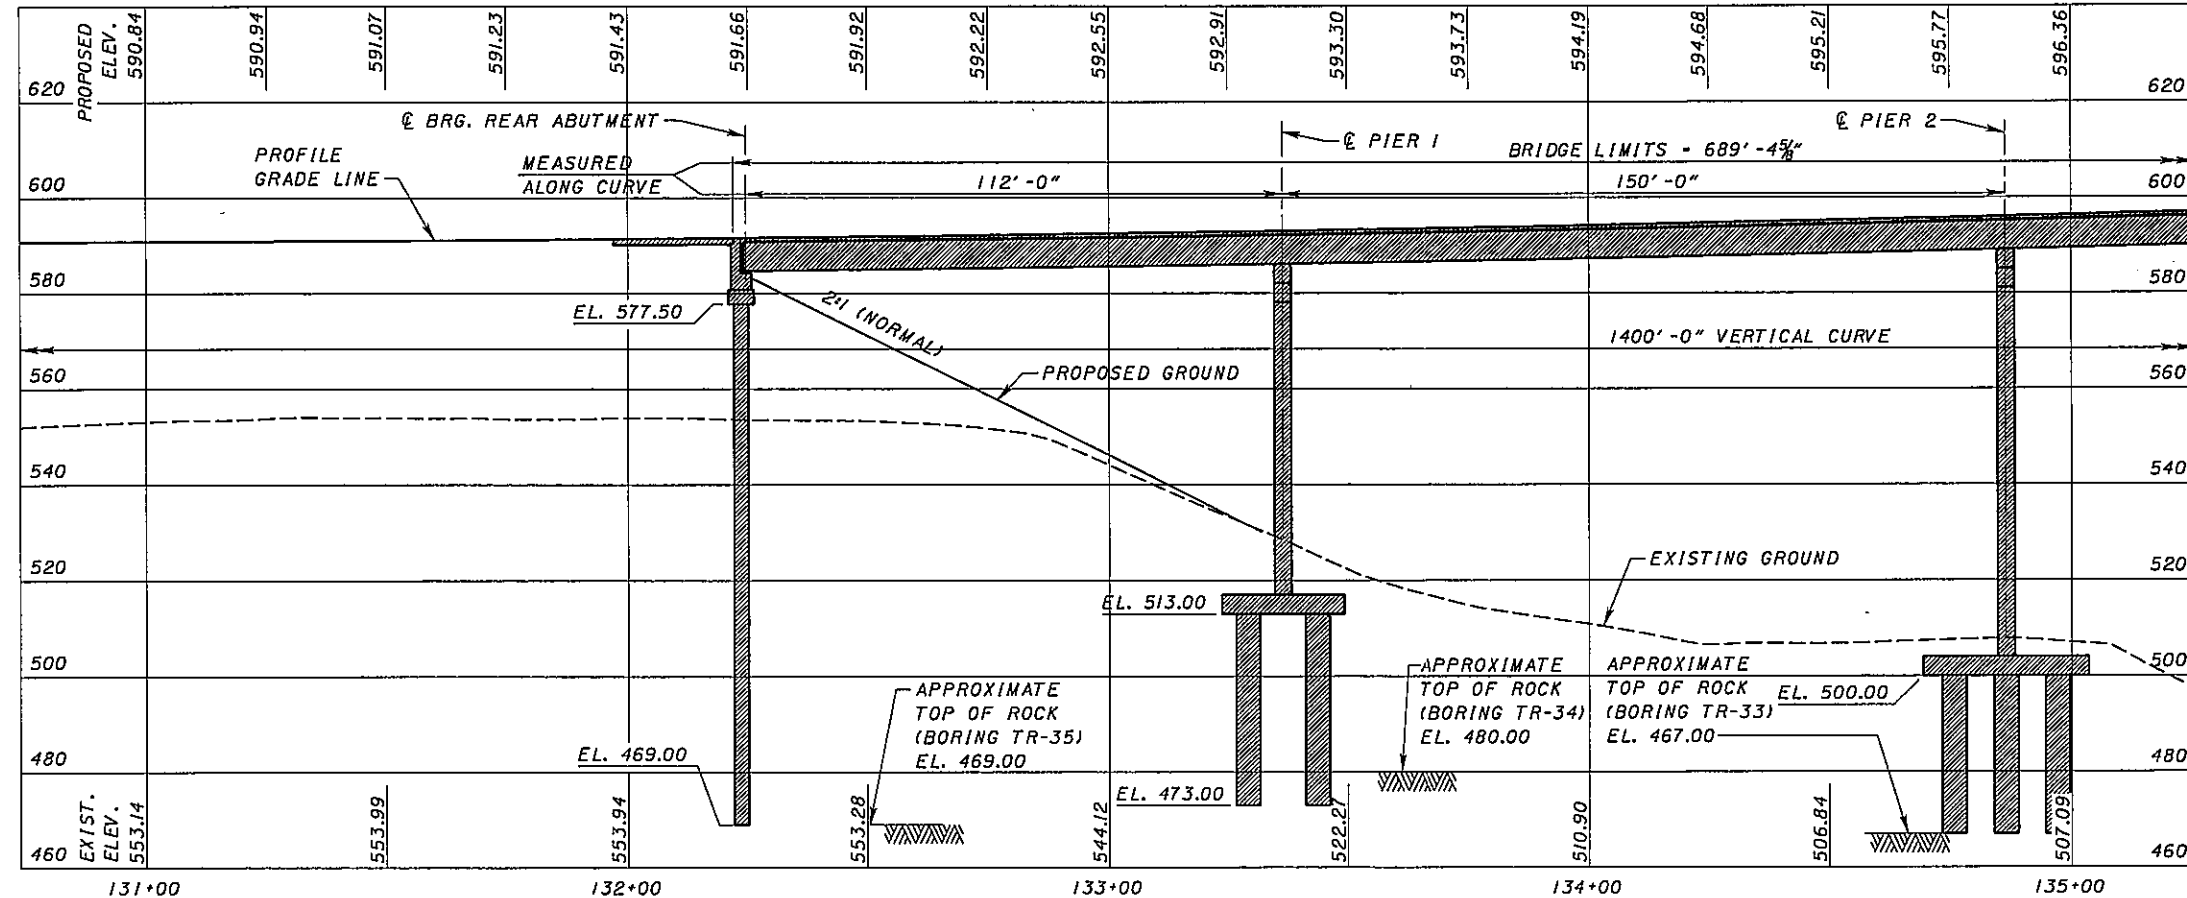 PROPOSED
ELEV.
590.84
590.94
591.07
591.23
591.43
591.66
591.92
592.22
592.55
592.91
593.30
593.73
594.19
594.68
595.21
595.77
596.36
620
620
℄ BRG. REAR ABUTMENT
℄ PIER 1
℄ PIER 2
PROFILE
GRADE LINE
MEASURED
ALONG CURVE
BRIDGE LIMITS = 689'-4⅝"
112'-0"
150'-0"
600
600
580
580
EL. 577.50
2:1 (NORMAL)
1400'-0" VERTICAL CURVE
PROPOSED GROUND
560
560
540
540
EXISTING GROUND
520
520
EL. 513.00
500
500
APPROXIMATE
TOP OF ROCK
(BORING TR-35)
EL. 469.00
APPROXIMATE
TOP OF ROCK
(BORING TR-34)
EL. 480.00
APPROXIMATE
TOP OF ROCK
(BORING TR-33)
EL. 467.00
EL. 500.00
EL. 469.00
EL. 473.00
480
480
EXIST.
ELEV.
553.14
553.99
553.94
553.28
544.12
522.27
510.90
506.84
507.09
460
460
131+00
132+00
133+00
134+00
135+00